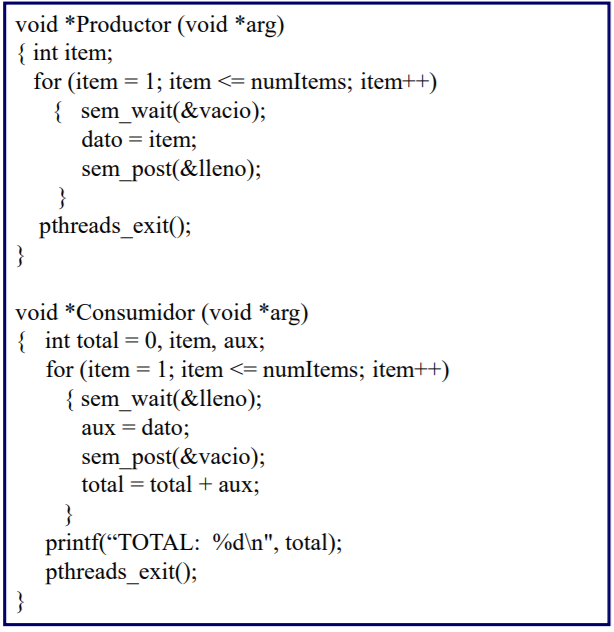 void *Productor (void *arg)
{ int item;
for (item = 1; item <= numItems; item++)
{ sem_wait(&vacio);
dato = item;
sem_post(&lleno);
}
pthreads_exit();
}
void *Consumidor (void *arg)
{ int total = 0, item, aux;
for (item = 1; item <= numItems; item++)
{ sem_wait(&lleno);
aux = dato;
sem_post(&vacio);
total = total + aux;
}
printf(“TOTAL: %d\n", total);
pthreads_exit();
}